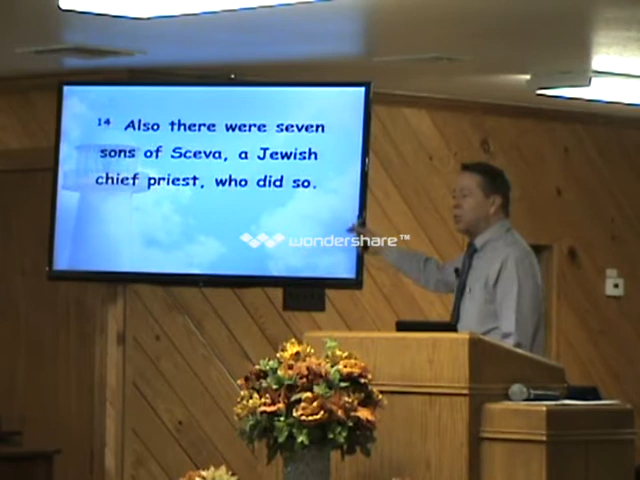 14 Also there were seven
sons of Sceva, a Jewish
chief priest, who did so.
wondershare™